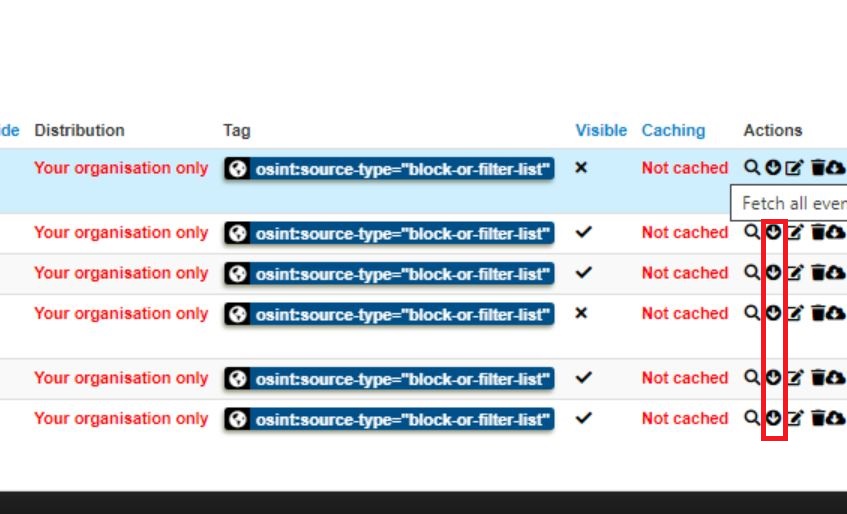 ide Distribution Tag Visible Caching Actions
Your organisation only osint:source-type="block-or-filter-list" Not cached
Fetch all even
Your organisation only osint:source-type="block-or-filter-list" Not cached
Your organisation only osint:source-type="block-or-filter-list" Not cached
Your organisation only osint:source-type="block-or-filter-list" Not cached
Your organisation only osint:source-type="block-or-filter-list" Not cached
Your organisation only osint:source-type="block-or-filter-list" Not cached